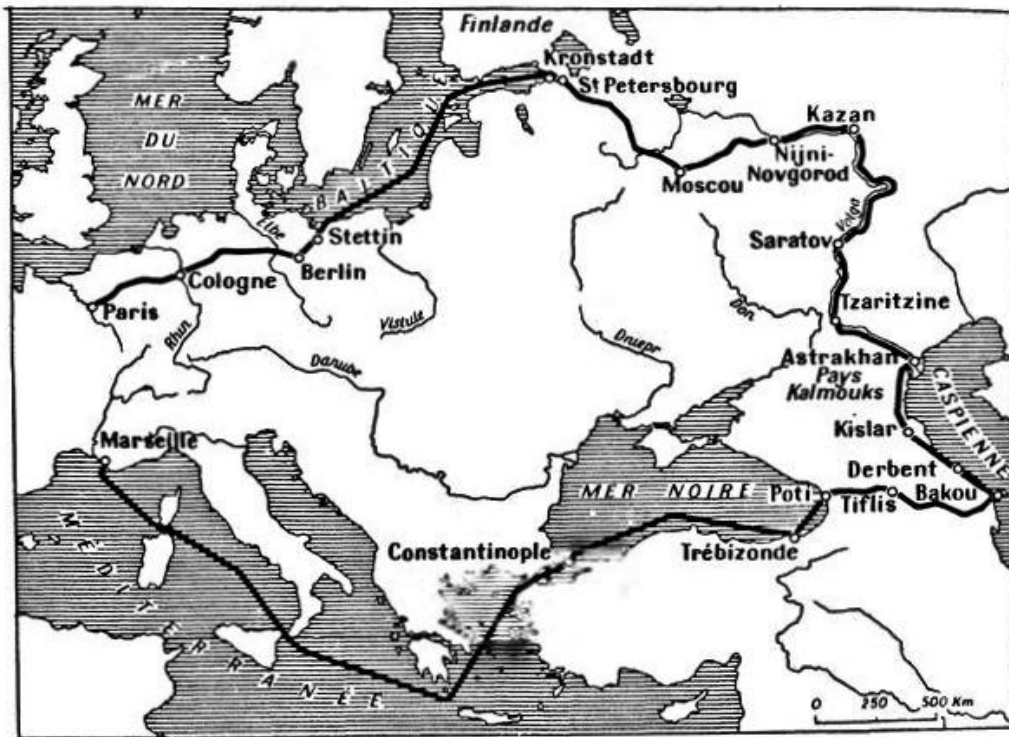 Finlande
Kronstadt
St Petersbourg
MER
DU
NORD
BALTIQUE
Kazan
Nijni-
Novgorod
Moscou
Elbe
Stettin
Berlin
Cologne
Paris
Rhin
Vistule
Danube
Dniepr
Don
Volga
Saratov
Tzaritzine
Astrakhan
Pays
Kalmouks
CASPIENNE
Kislar
Derbent
Bakou
Marseille
MER NOIRE
Poti
Tiflis
Constantinople
Trébizonde
MÉDITERRANÉE
0 250 500 Km